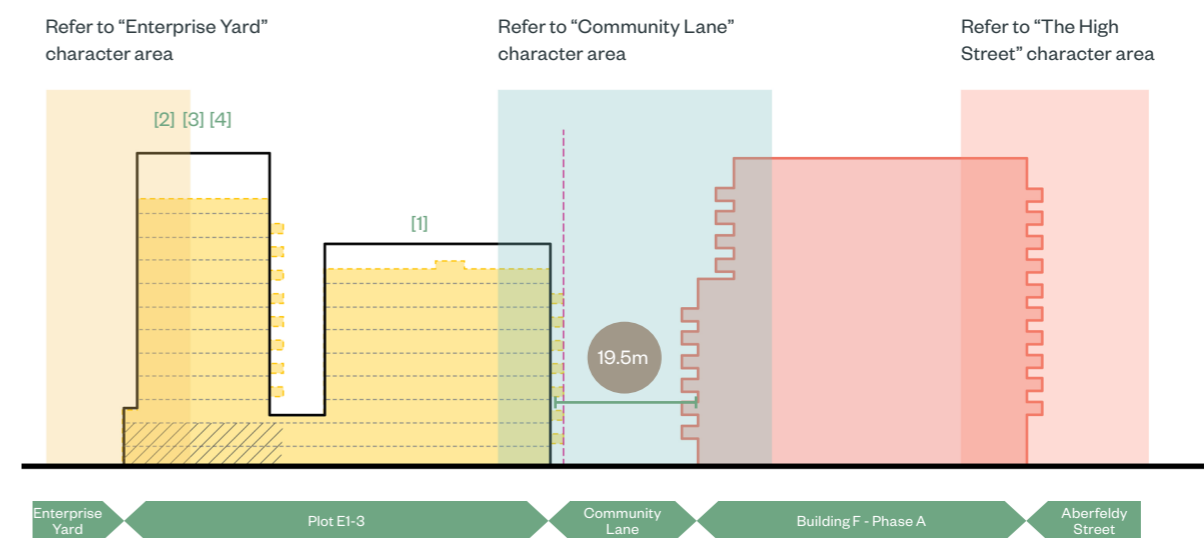 Refer to “Enterprise Yard”
character area
Refer to “Community Lane”
character area
Refer to “The High
Street” character area
[2] [3] [4]
[1]
19.5m
Enterprise
Yard
Plot E1-3
Community
Lane
Building F - Phase A
Aberfeldy
Street